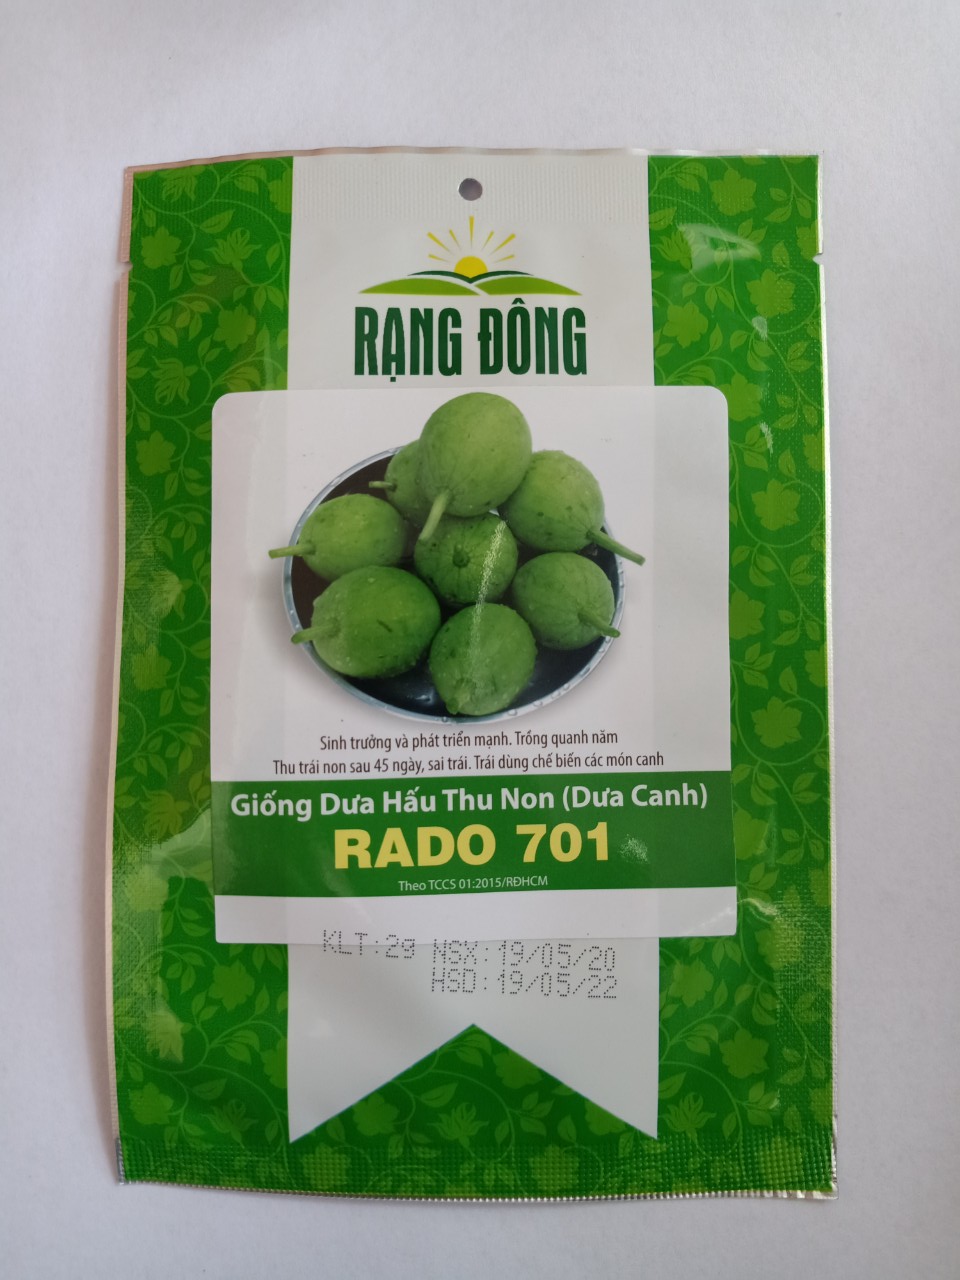 RẠNG ĐÔNG
Sinh trưởng và phát triển mạnh. Trồng quanh năm
Thu trái non sau 45 ngày, sai trái. Trái dùng chế biến các món canh
Giống Dưa Hấu Thu Non (Dưa Canh)
RADO 701
Theo TCCS 01:2015/RĐHCM
KLT:2g NSX:19/05/20
HSD:19/05/22